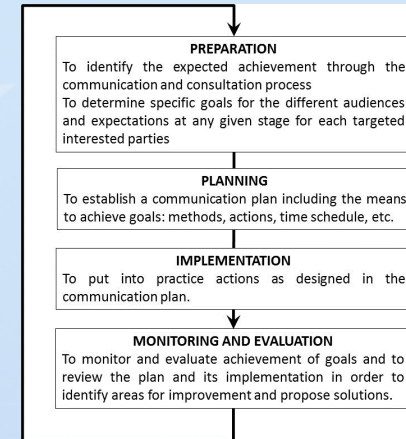 PREPARATION
To identify the expected achievement through the
communication and consultation process
To determine specific goals for the different audiences
and expectations at any given stage for each targeted
interested parties
PLANNING
To establish a communication plan including the means
to achieve goals: methods, actions, time schedule, etc.
IMPLEMENTATION
To put into practice actions as designed in the
communication plan.
MONITORING AND EVALUATION
To monitor and evaluate achievement of goals and to
review the plan and its implementation in order to
identify areas for improvement and propose solutions.